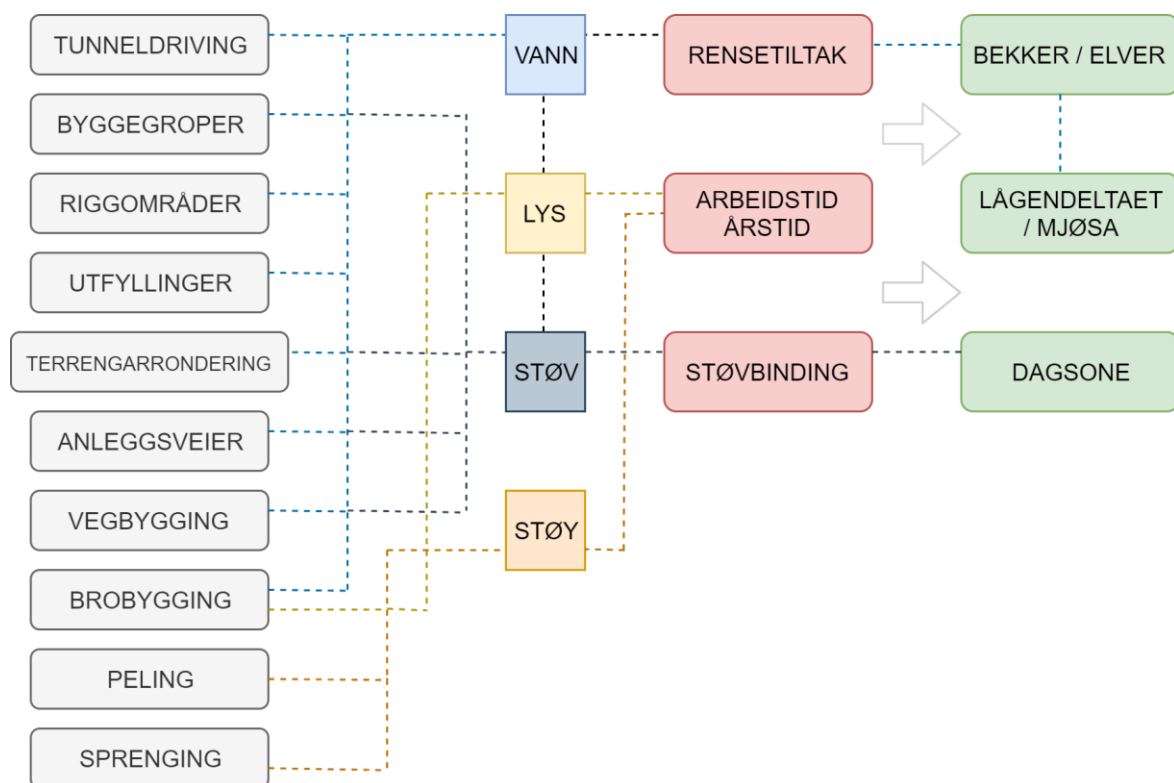 TUNNELDRIVING
VANN
RENSETILTAK
BEKKER / ELVER
BYGGEGROPER
RIGGOMRÅDER
LYS
ARBEIDSTID
ÅRSTID
LÅGENDELTAET
/ MJØSA
UTFYLLINGER
TERRENGARRONDERING
STØV
STØVBINDING
DAGSONE
ANLEGGSVEIER
VEGBYGGING
STØY
BROBYGGING
PELING
SPRENGING